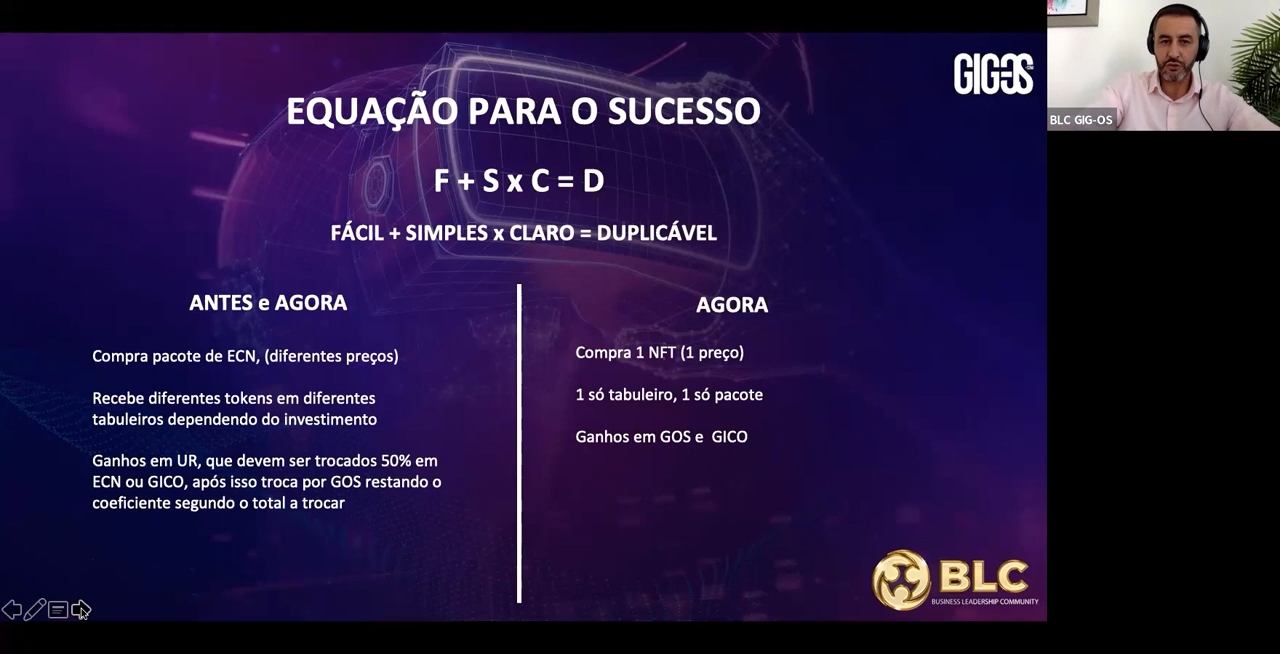 GIGOS
EQUAÇÃO PARA O SUCESSO
F + S x C = D
FÁCIL + SIMPLES x CLARO = DUPLICÁVEL
ANTES e AGORA
Compra pacote de ECN, (diferentes preços)
Recebe diferentes tokens em diferentes
tabuleiros dependendo do investimento
Ganhos em UR, que devem ser trocados 50% em
ECN ou GICO, após isso troca por GOS restando o
coeficiente segundo o total a trocar
AGORA
Compra 1 NFT (1 preço)
1 só tabuleiro, 1 só pacote
Ganhos em GOS e  GICO
BLC
BUSINESS LEADERSHIP COMMUNITY
BLC GIG-OS